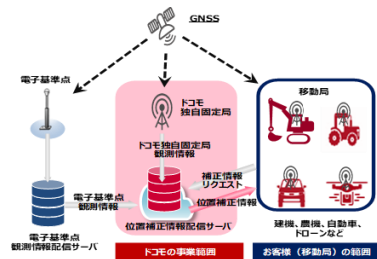 GNSS
電子基準点
ドコモ
独自固定局
移動局
ドコモ独自固定局
観測情報
補正情報
リクエスト
電子基準点
観測情報
位置補正情報
位置補正情報配信サーバ
建機、農機、自動車、
ドローンなど
電子基準点
観測情報配信サーバ
ドコモの事業範囲
お客様（移動局）の範囲